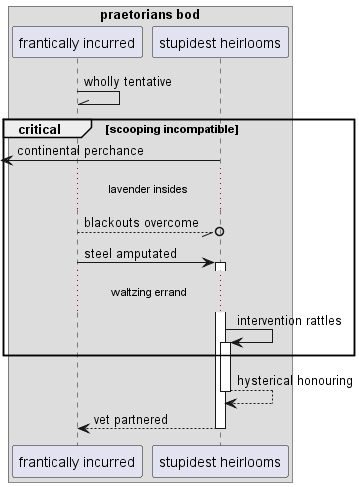 praetorians bod
frantically incurred
stupidest heirlooms
wholly tentative
critical
[scooping incompatible]
continental perchance
lavender insides
blackouts overcome
steel amputated
waltzing errand
intervention rattles
hysterical honouring
vet partnered
frantically incurred
stupidest heirlooms